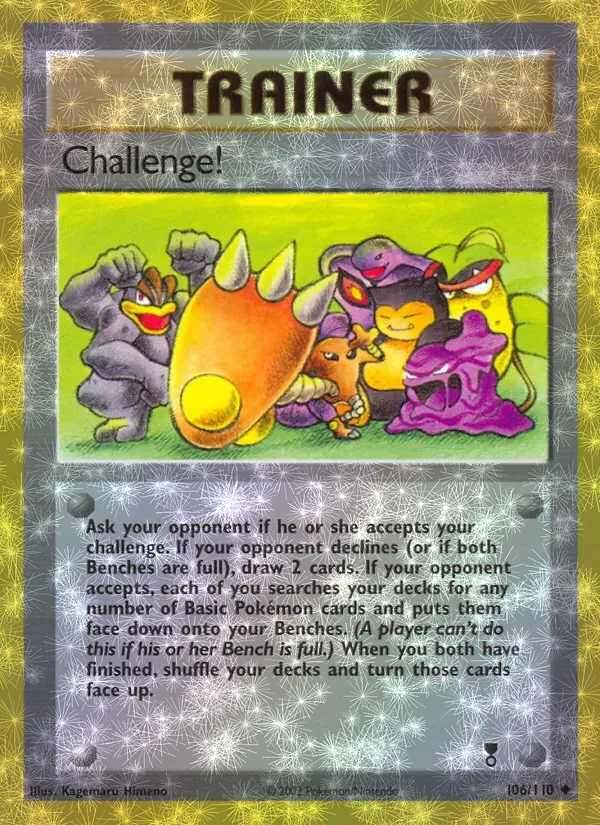 TRAINER
Challenge!
Ask your opponent if he or she accepts your
challenge. If your opponent declines (or if both
Benches are full), draw 2 cards. If your opponent
accepts, each of you searches your decks for any
number of Basic Pokémon cards and puts them
face down onto your Benches. (A player can't do
this if his or her Bench is full.) When you both have
finished, shuffle your decks and turn those cards
face up.
Illus. Kagemaru Himeno
© 2002 Pokémon/Nintendo
106/110